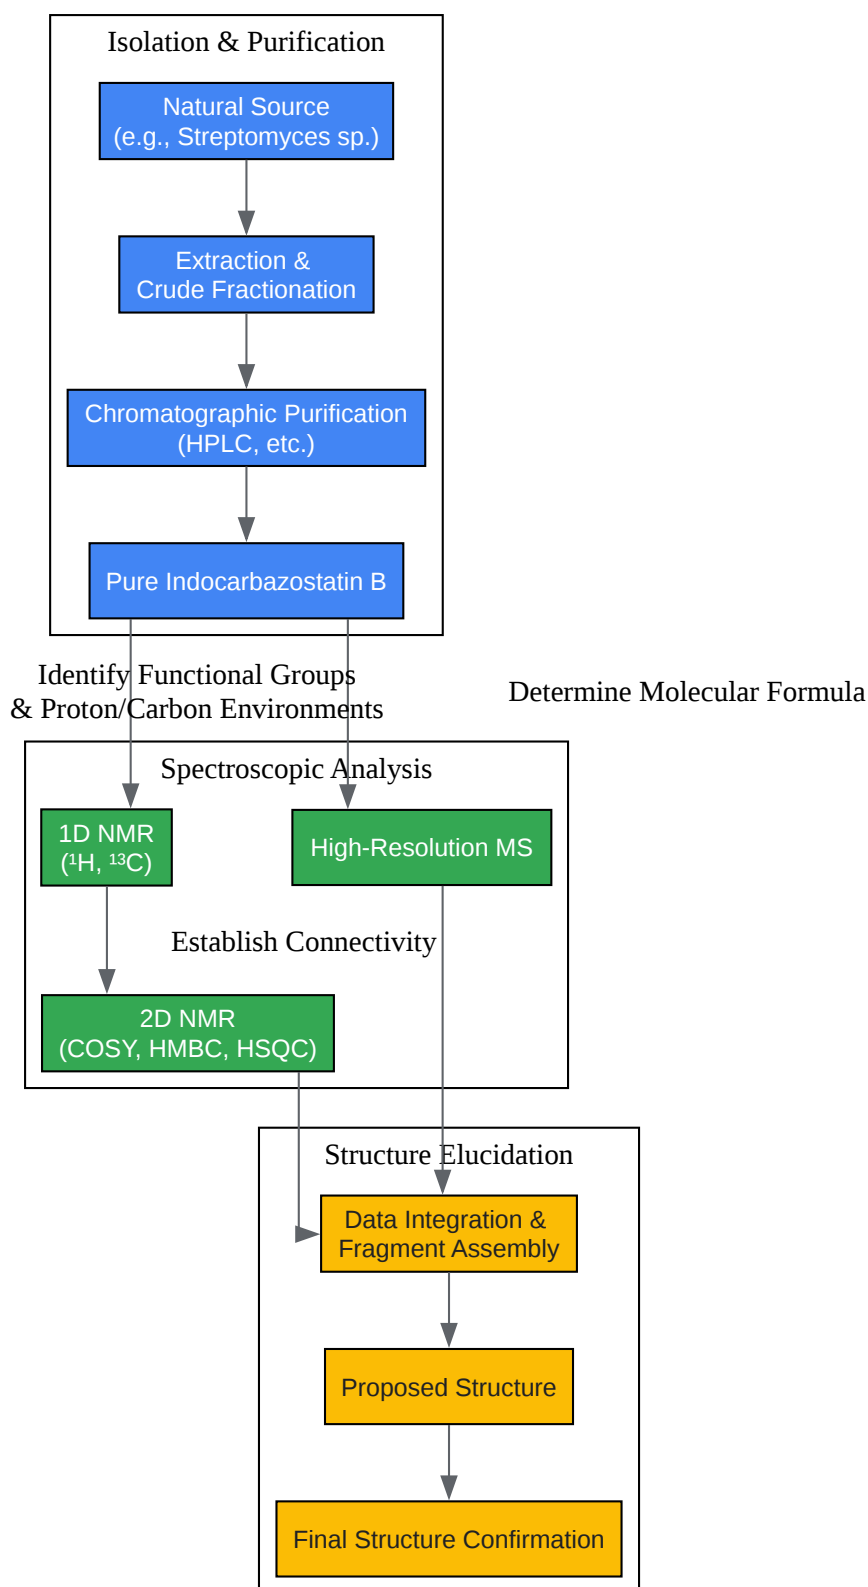 Isolation & Purification
Natural Source
(e.g., Streptomyces sp.)
Extraction &
Crude Fractionation
Chromatographic Purification
(HPLC, etc.)
Pure Indocarbazostatin B
Identify Functional Groups
& Proton/Carbon Environments
Determine Molecular Formula
Spectroscopic Analysis
1D NMR
(¹H, ¹³C)
High-Resolution MS
Establish Connectivity
2D NMR
(COSY, HMBC, HSQC)
Structure Elucidation
Data Integration &
Fragment Assembly
Proposed Structure
Final Structure Confirmation